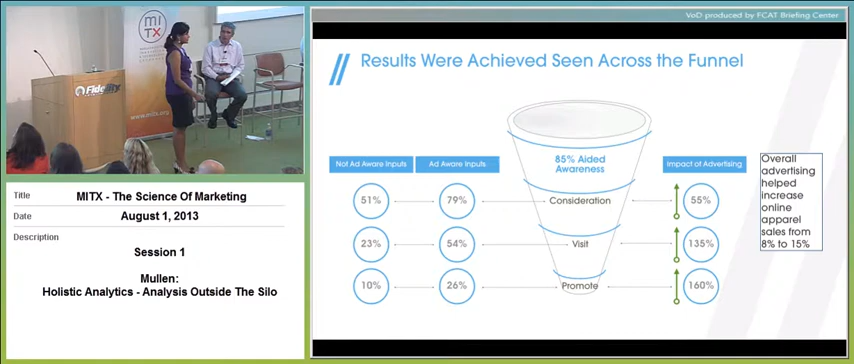 VoD produced by FCAT Briefing Center
MITX
Fidelity
www.mitx.org
Title MITX - The Science Of Marketing
Date August 1, 2013
Description
Session 1
Mullen:
Holistic Analytics - Analysis Outside The Silo
// Results Were Achieved Seen Across the Funnel
Not Ad Aware Inputs
Ad Aware Inputs
85% Aided
Awareness
Impact of Advertising
51% 79% Consideration 55%
23% 54% Visit 135%
10% 26% Promote 160%
Overall
advertising
helped
increase
online
apparel
sales from
8% to 15%